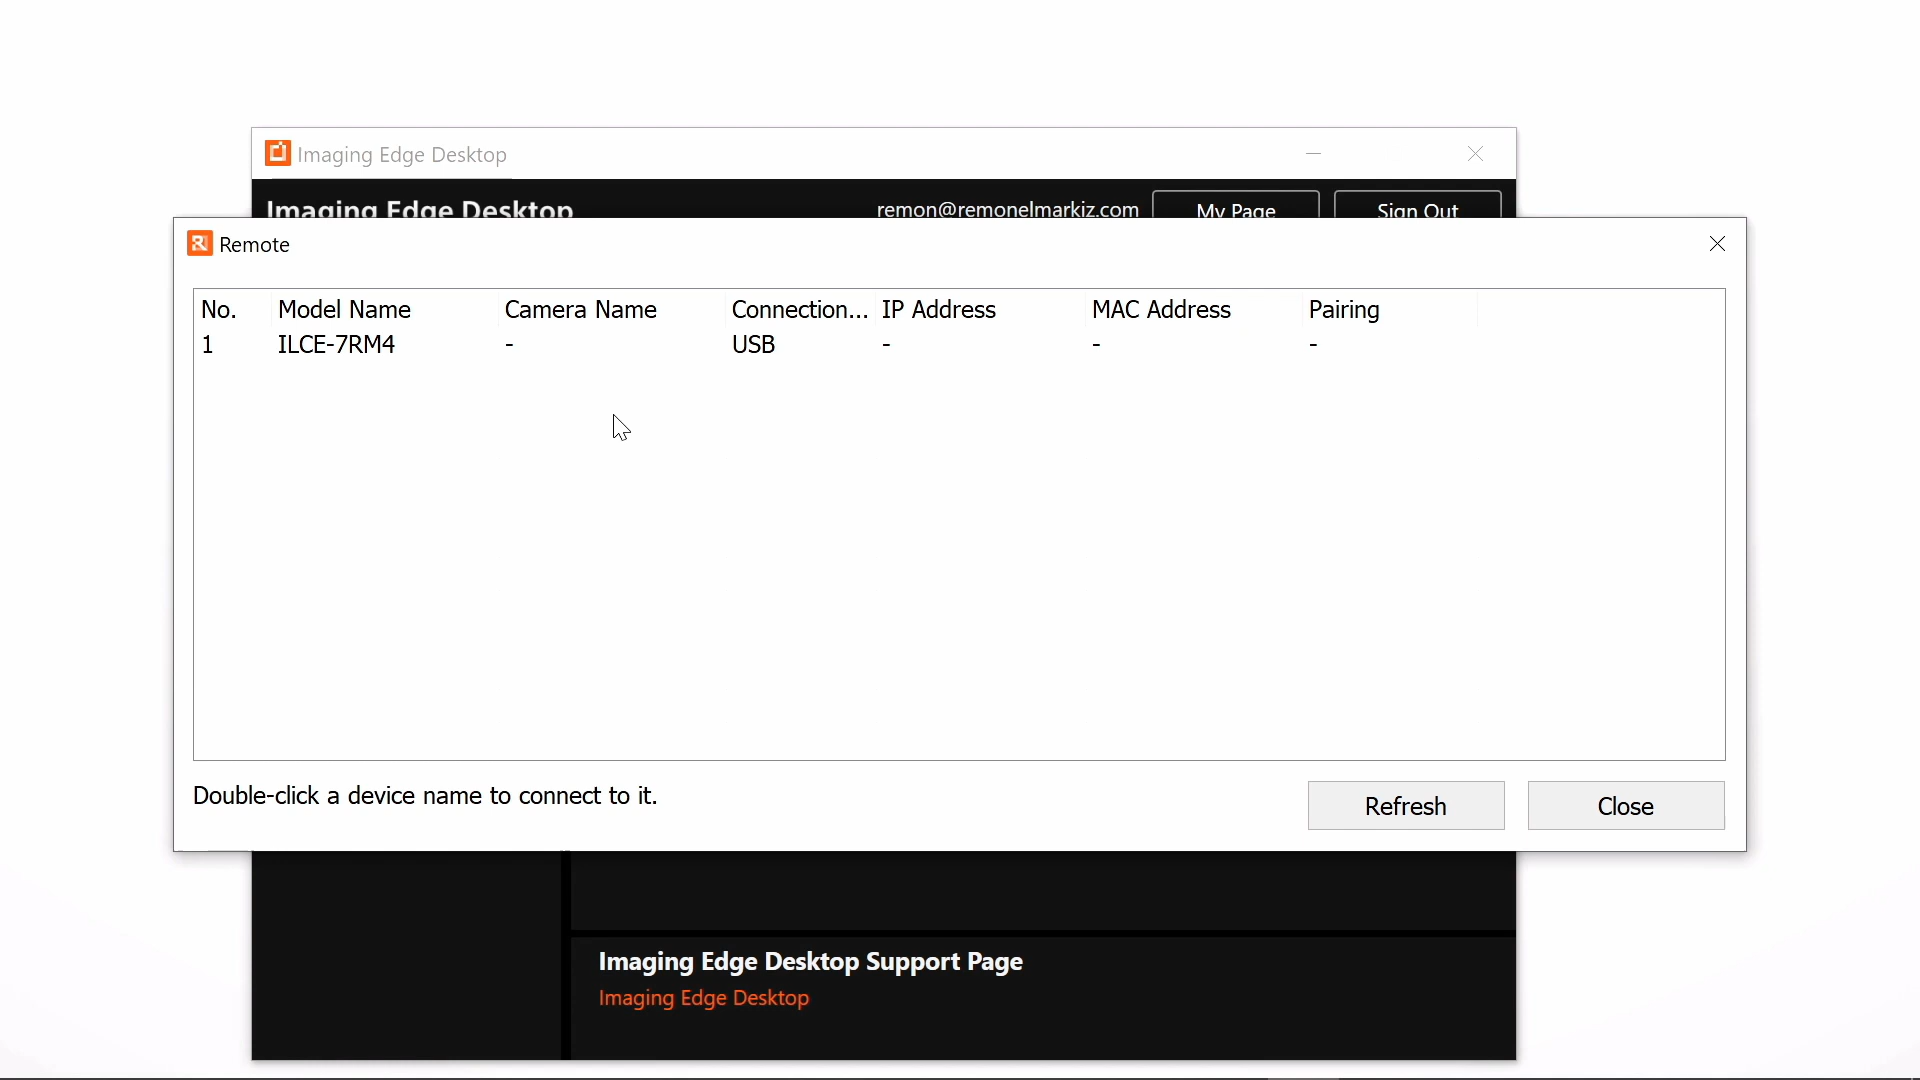 Imaging Edge Desktop
Imaging Edge Desktop remon@remonelmarkiz.com My Page Sign Out
Remote
No. Model Name Camera Name Connection... IP Address MAC Address Pairing
1 ILCE-7RM4 - USB - - -
Double-click a device name to connect to it. Refresh Close
Imaging Edge Desktop Support Page
Imaging Edge Desktop